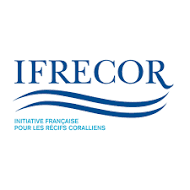 IFRECOR
INITIATIVE FRANÇAISE
POUR LES RÉCIFS CORALLIENS